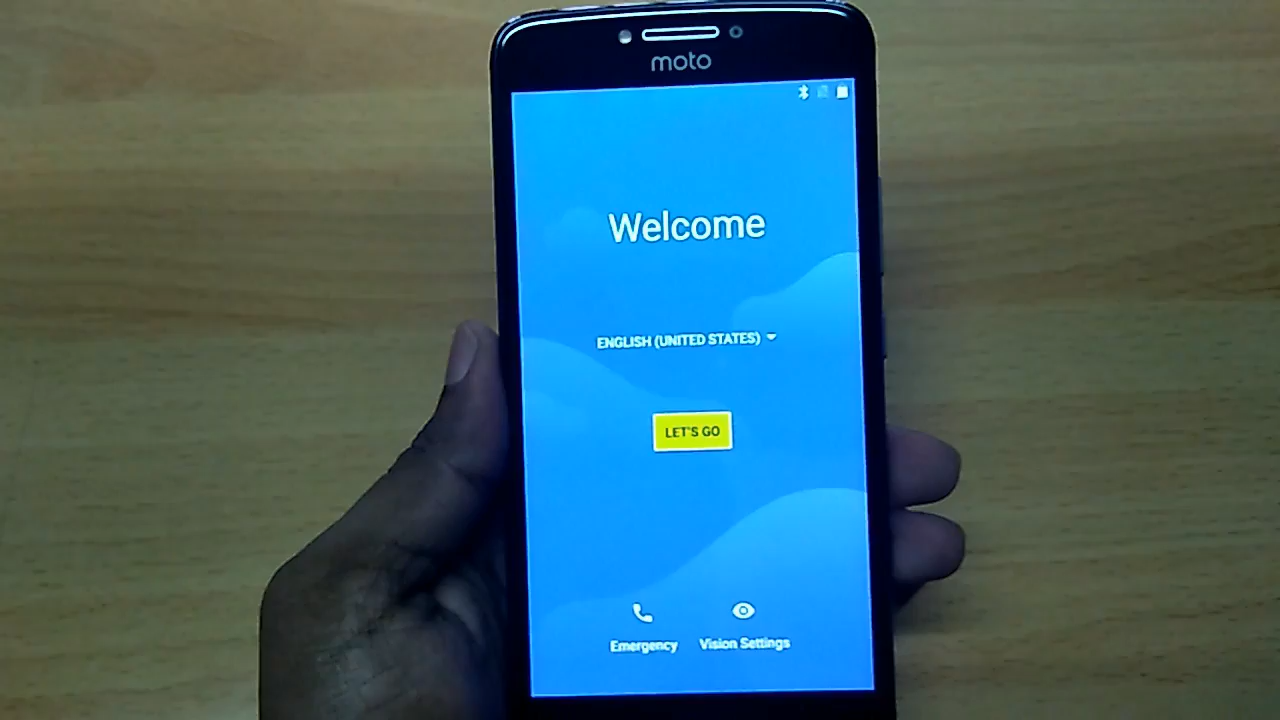 moto
Welcome
ENGLISH (UNITED STATES)
LET'S GO
Emergency
Vision Settings